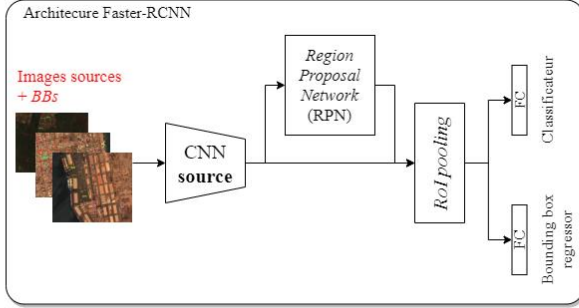 Architecure Faster-RCNN
Images sources
+ BBs
CNN
source
Region
Proposal
Network
(RPN)
RoI pooling
FC
Classificateur
FC
Bounding box
regressor